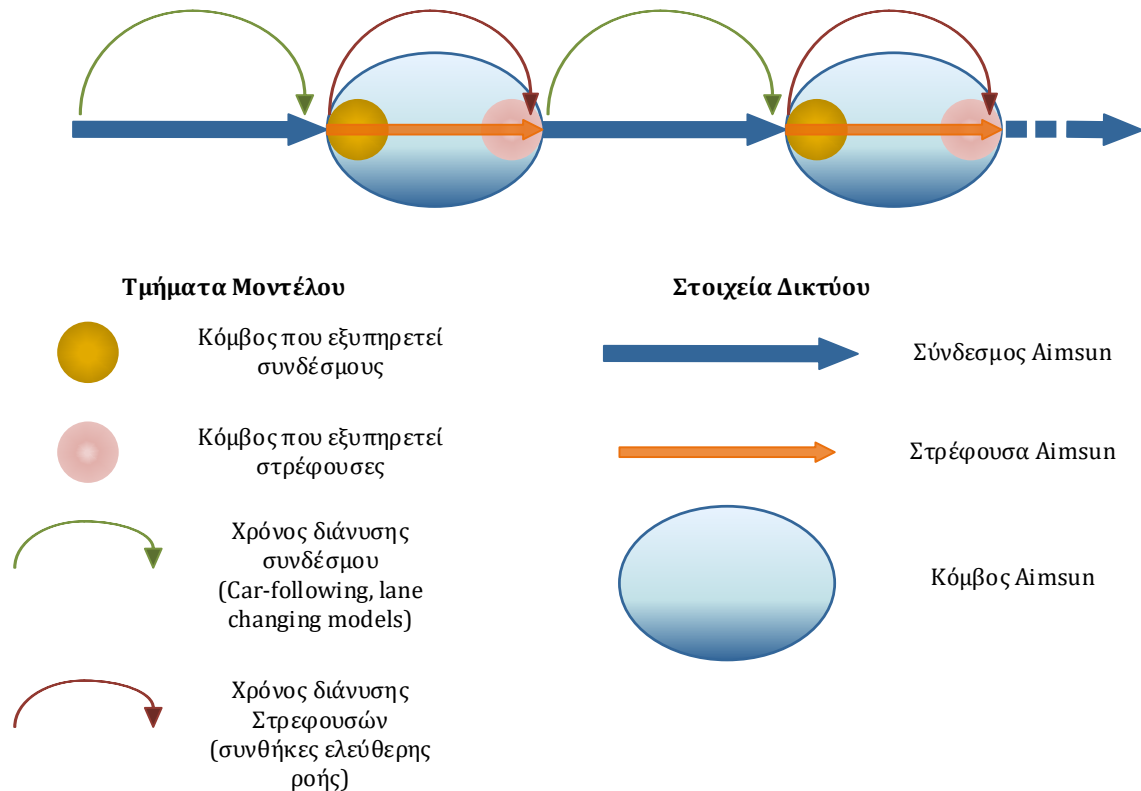 Τμήματα Μοντέλου
Κόμβος που εξυπηρετεί
συνδέσμους
Κόμβος που εξυπηρετεί
στρέφουσες
Χρόνος διάνυσης
συνδέσμου
(Car-following, lane
changing models)
Χρόνος διάνυσης
Στρεφουσών
(συνθήκες ελεύθερης
ροής)
Στοιχεία Δικτύου
Σύνδεσμος Aimsun
Στρέφουσα Aimsun
Κόμβος Aimsun